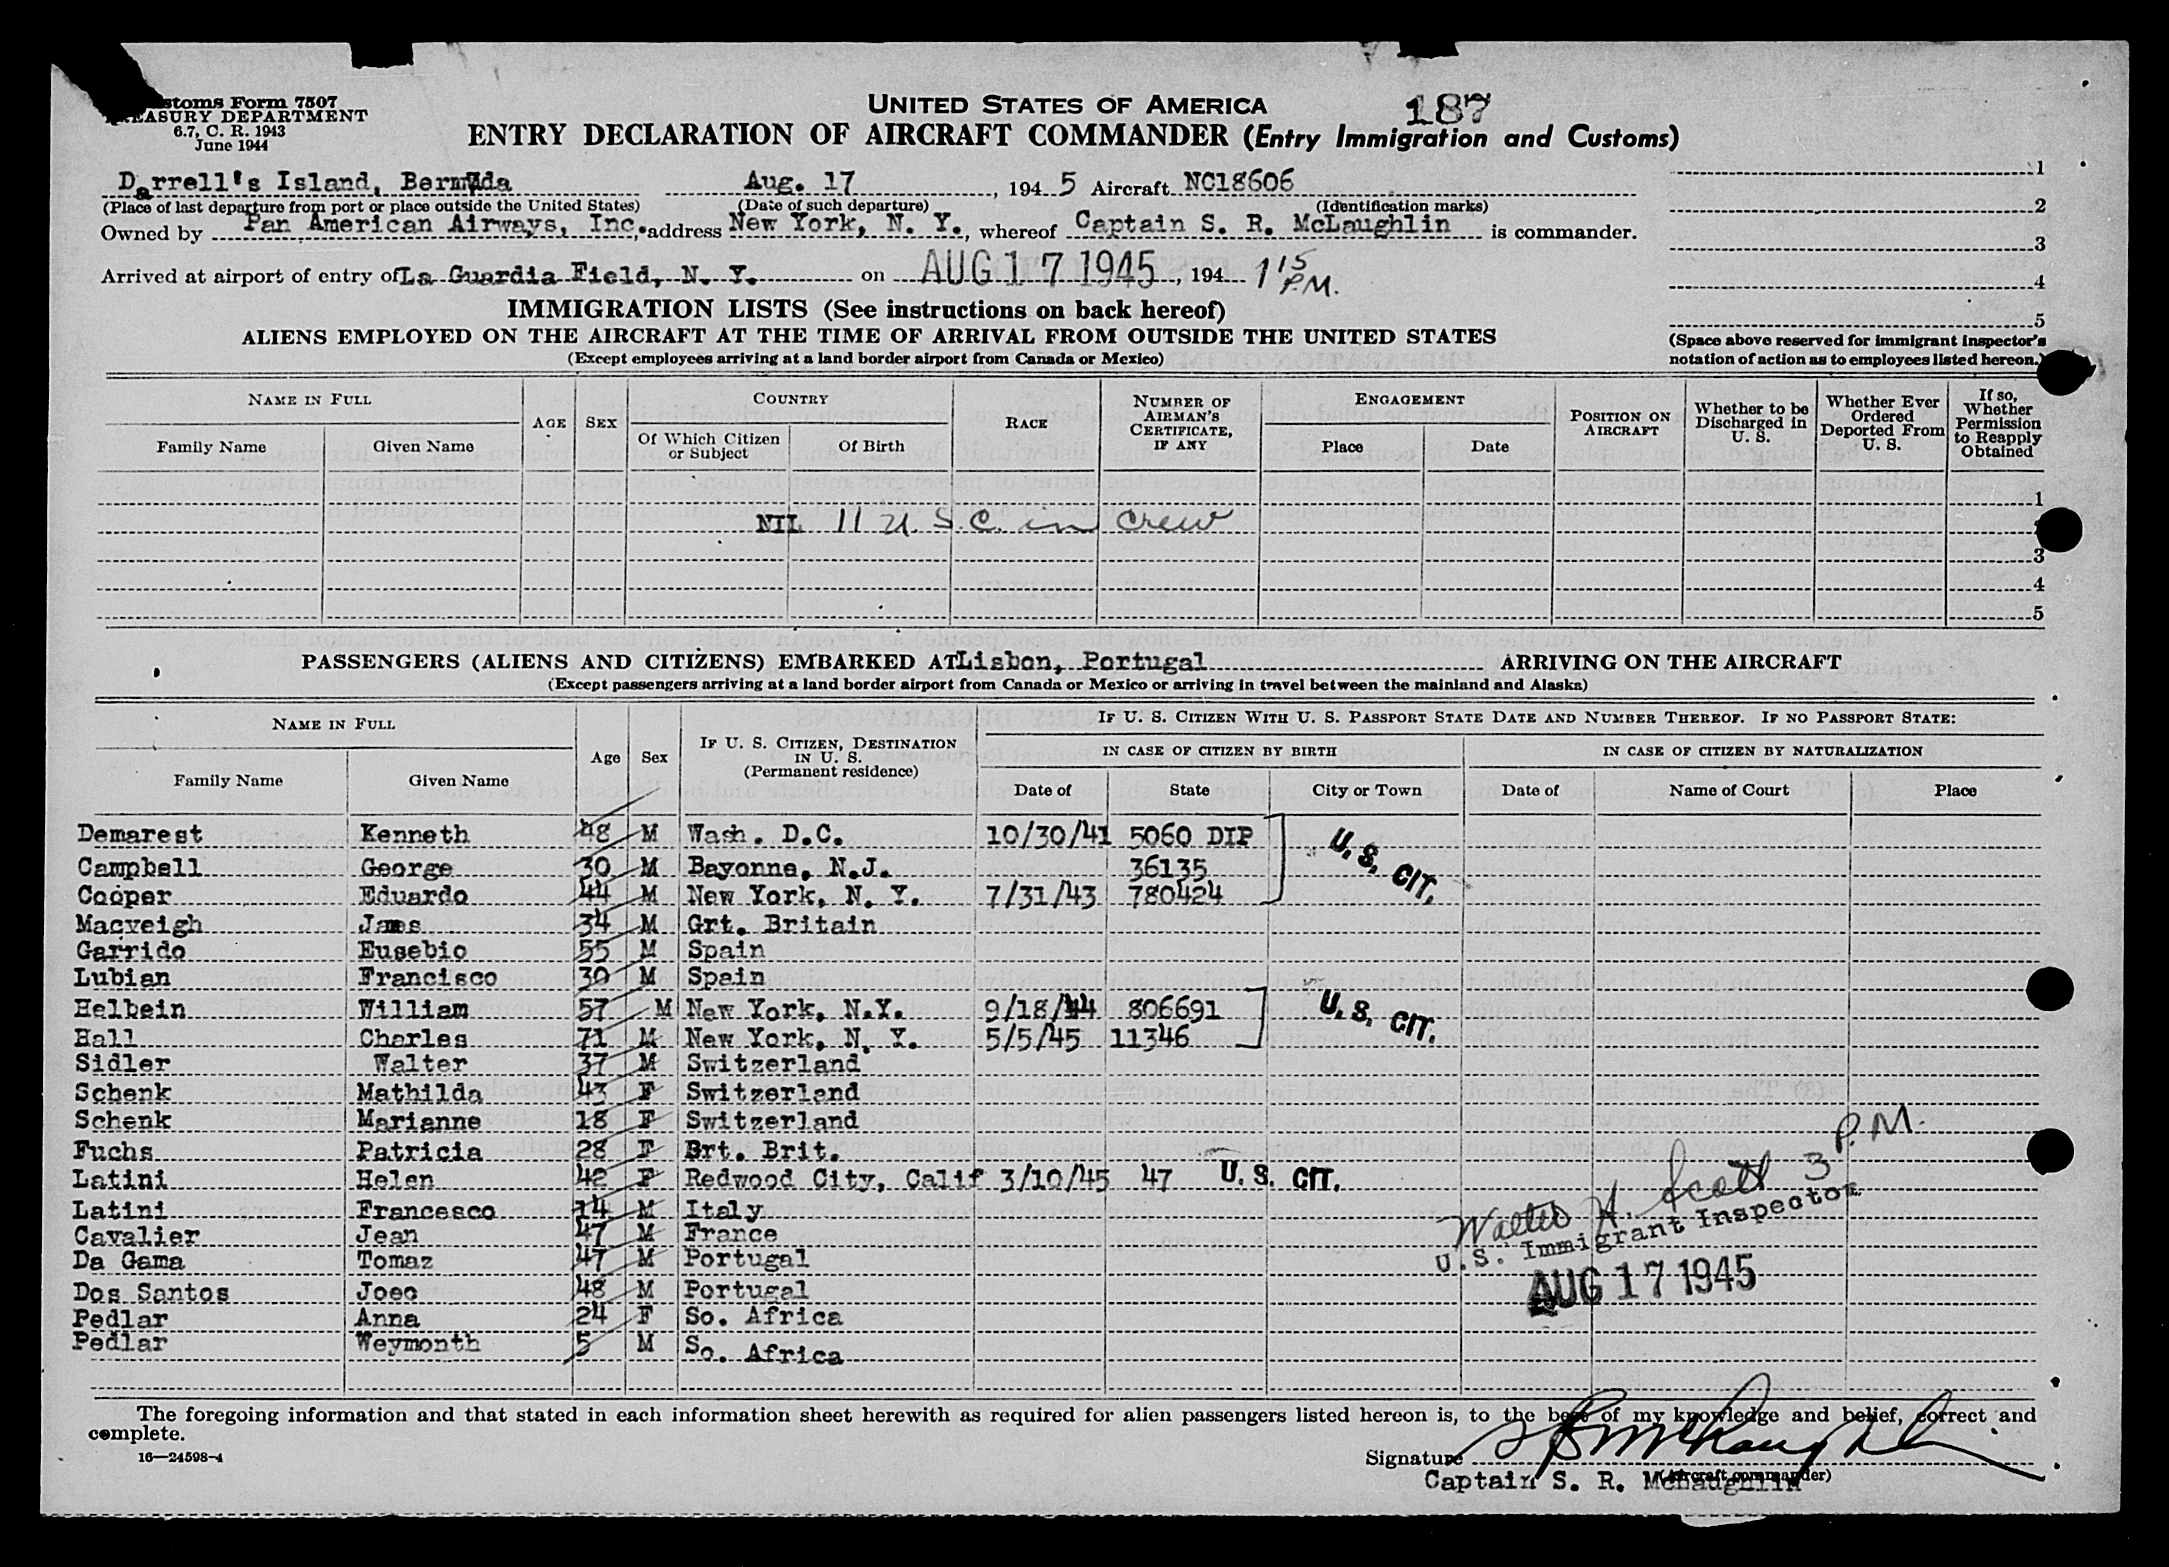 stoms Form 7507
TREASURY DEPARTMENT
6.7, C. R. 1943
June 1944
UNITED STATES OF AMERICA
187
ENTRY DECLARATION OF AIRCRAFT COMMANDER (Entry Immigration and Customs)
Darrell's Island, Bermuda Aug. 17, 1945 Aircraft NC18606
(Place of last departure from port or place outside the United States) (Date of such departure) (Identification marks)
Owned by Pan American Airways, Inc. address New York, N. Y., whereof Captain S. R. McLaughlin is commander.
Arrived at airport of entry of La Guardia Field, N. Y. on AUG 17 1945, 194 1 15 P.M.
1
2
3
4
5
(Space above reserved for immigrant inspector's
notation of action as to employees listed hereon.)
IMMIGRATION LISTS (See instructions on back hereof)
ALIENS EMPLOYED ON THE AIRCRAFT AT THE TIME OF ARRIVAL FROM OUTSIDE THE UNITED STATES
(Except employees arriving at a land border airport from Canada or Mexico)
NAME IN FULL
Family Name Given Name
AGE SEX
COUNTRY
Of Which Citizen or Subject Of Birth
RACE
NUMBER OF AIRMAN'S CERTIFICATE, IF ANY
ENGAGEMENT
Place Date
POSITION ON AIRCRAFT
Whether to be Discharged in U. S.
Whether Ever Ordered Deported From U. S.
If so, Whether Permission to Reapply Obtained
1
NIL 11 U.S.C. in crew
3
4
5
PASSENGERS (ALIENS AND CITIZENS) EMBARKED AT Lisbon, Portugal ARRIVING ON THE AIRCRAFT
(Except passengers arriving at a land border airport from Canada or Mexico or arriving in travel between the mainland and Alaska)
NAME IN FULL
Family Name Given Name
Age Sex
IF U. S. CITIZEN, DESTINATION IN U. S. (Permanent residence)
IF U. S. CITIZEN WITH U. S. PASSPORT STATE DATE AND NUMBER THEREOF. IF NO PASSPORT STATE:
IN CASE OF CITIZEN BY BIRTH IN CASE OF CITIZEN BY NATURALIZATION
Date of State City or Town Date of Name of Court Place
Demarest Kenneth 48 M Wash. D.C. 10/30/41 5060 DIP
Campbell George 30 M Bayonne, N.J. 36135 U. S. CIT.
Cooper Eduardo 44 M New York, N. Y. 7/31/43 780424
Macveigh James 34 M Grt. Britain
Garrido Eusebio 55 M Spain
Lubian Francisco 30 M Spain
Helbein William 57 M New York, N.Y. 9/18/44 806691 U. S. CIT.
Hall Charles 71 M New York, N. Y. 5/5/45 11346
Sidler Walter 37 M Switzerland
Schenk Mathilda 43 F Switzerland
Schenk Marianne 18 F Switzerland
Fuchs Patricia 28 F Grt. Brit.
Latini Helen 42 F Redwood City, Calif 3/10/45 47 U. S. CIT.
Latini Francesco 14 M Italy
Cavalier Jean 47 M France
Da Gama Tomaz 47 M Portugal
Dos Santos Joeo 48 M Portugal
Pedlar Anna 24 F So. Africa
Pedlar Weymonth 5 M So. Africa
Walter H. Scott 3 P.M.
U.S. Immigrant Inspector
AUG 17 1945
The foregoing information and that stated in each information sheet herewith as required for alien passengers listed hereon is, to the best of my knowledge and belief, correct and
complete.
16—24598-4
Signature S R McLaughlin
(Aircraft commander)
Captain S. R. McLaughlin